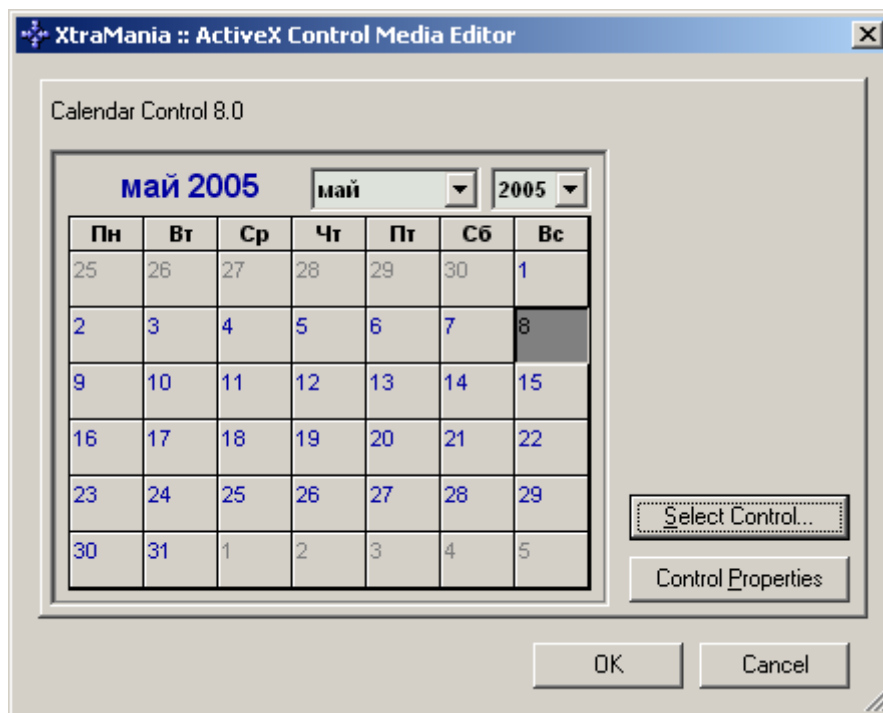 XtraMania :: ActiveX Control Media Editor
Calendar Control 8.0
май 2005 май 2005
Пн Вт Ср Чт Пт Сб Вс
25 26 27 28 29 30 1
2 3 4 5 6 7 8
9 10 11 12 13 14 15
16 17 18 19 20 21 22
23 24 25 26 27 28 29
30 31 1 2 3 4 5
Select Control...
Control Properties
OK Cancel